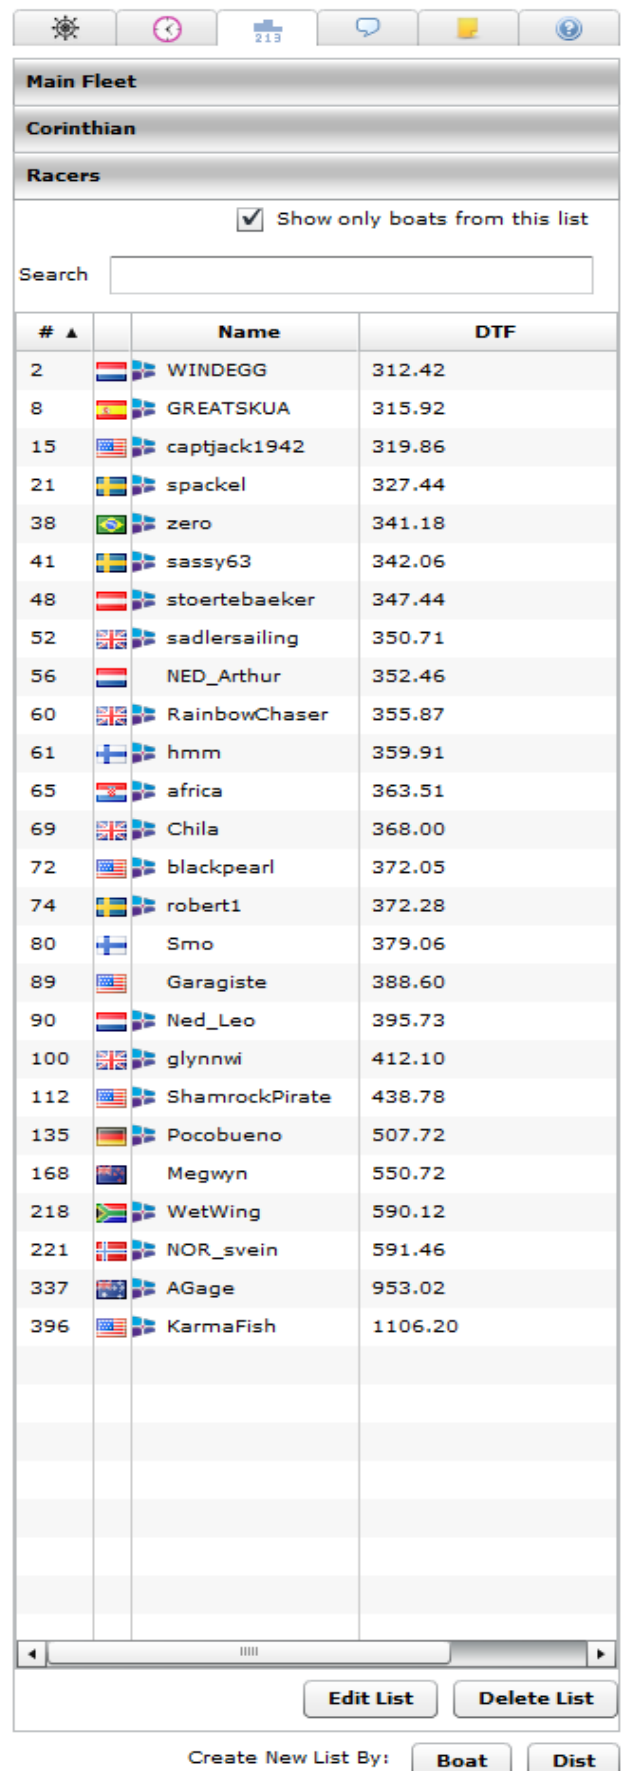 213
Main Fleet
Corinthian
Racers
Show only boats from this list
Search
# ▲ Name DTF
2 WINDEGG 312.42
8 GREATSKUA 315.92
15 captjack1942 319.86
21 spackel 327.44
38 zero 341.18
41 sassy63 342.06
48 stoertebaeker 347.44
52 sadlersailing 350.71
56 NED_Arthur 352.46
60 RainbowChaser 355.87
61 hmm 359.91
65 africa 363.51
69 Chila 368.00
72 blackpearl 372.05
74 robert1 372.28
80 Smo 379.06
89 Garagiste 388.60
90 Ned_Leo 395.73
100 glynnwi 412.10
112 ShamrockPirate 438.78
135 Pocobueno 507.72
168 Megwyn 550.72
218 WetWing 590.12
221 NOR_svein 591.46
337 AGage 953.02
396 KarmaFish 1106.20
Edit List Delete List
Create New List By: Boat Dist